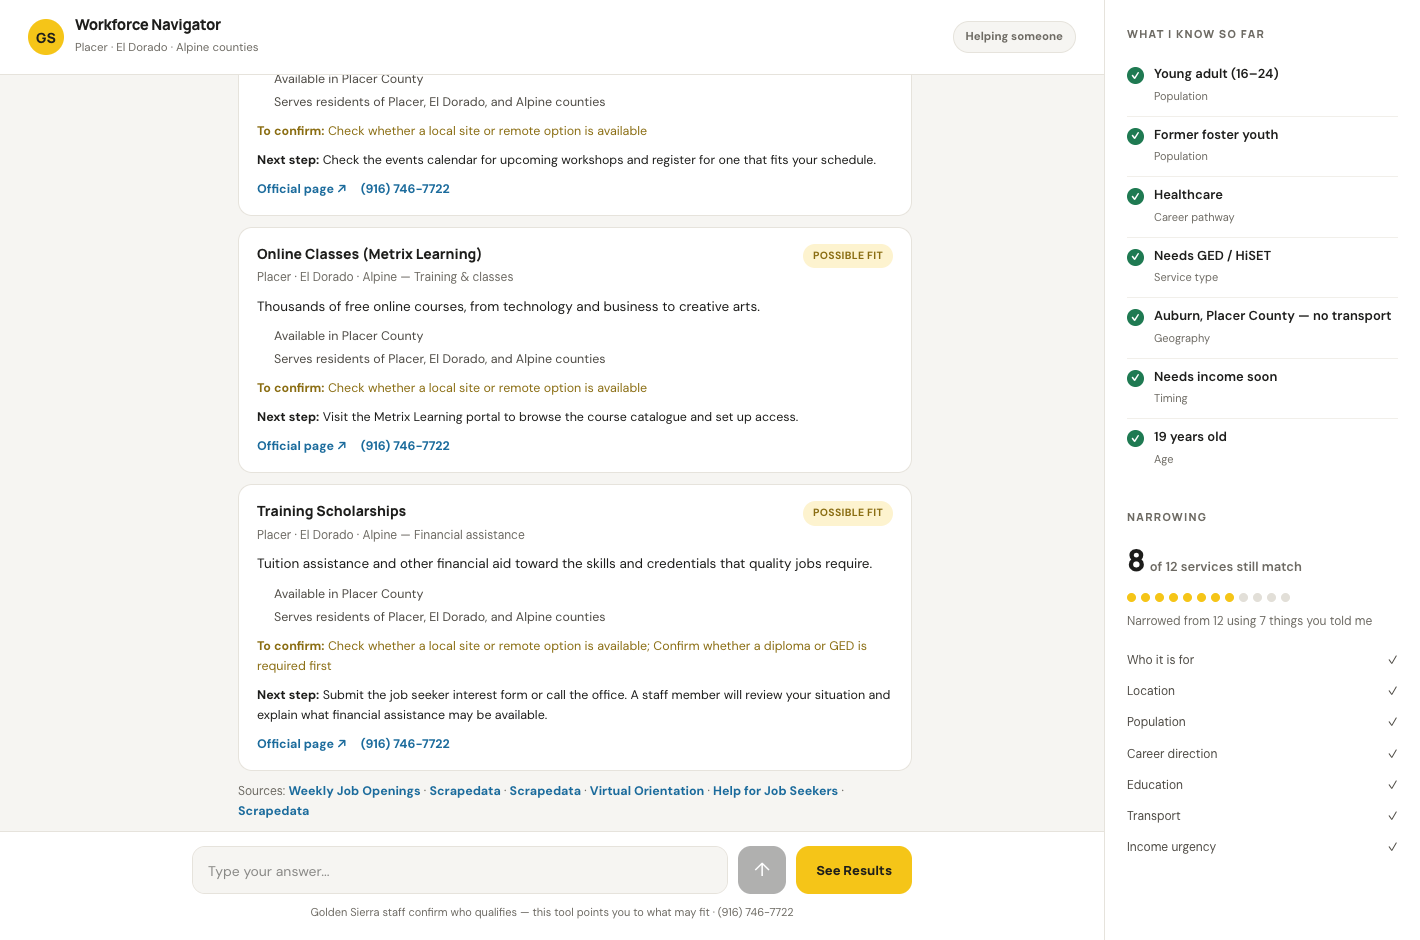 GS
Workforce Navigator
Placer · El Dorado · Alpine counties
Helping someone
Available in Placer County
Serves residents of Placer, El Dorado, and Alpine counties
To confirm: Check whether a local site or remote option is available
Next step: Check the events calendar for upcoming workshops and register for one that fits your schedule.
Official page ↗ (916) 746-7722
Online Classes (Metrix Learning)
POSSIBLE FIT
Placer · El Dorado · Alpine — Training & classes
Thousands of free online courses, from technology and business to creative arts.
Available in Placer County
Serves residents of Placer, El Dorado, and Alpine counties
To confirm: Check whether a local site or remote option is available
Next step: Visit the Metrix Learning portal to browse the course catalogue and set up access.
Official page ↗ (916) 746-7722
Training Scholarships
POSSIBLE FIT
Placer · El Dorado · Alpine — Financial assistance
Tuition assistance and other financial aid toward the skills and credentials that quality jobs require.
Available in Placer County
Serves residents of Placer, El Dorado, and Alpine counties
To confirm: Check whether a local site or remote option is available; Confirm whether a diploma or GED is
required first
Next step: Submit the job seeker interest form or call the office. A staff member will review your situation and
explain what financial assistance may be available.
Official page ↗ (916) 746-7722
Sources: Weekly Job Openings · Scrapedata · Scrapedata · Virtual Orientation · Help for Job Seekers ·
Scrapedata
Type your answer...
See Results
Golden Sierra staff confirm who qualifies — this tool points you to what may fit · (916) 746-7722
WHAT I KNOW SO FAR
Young adult (16–24)
Population
Former foster youth
Population
Healthcare
Career pathway
Needs GED / HiSET
Service type
Auburn, Placer County — no transport
Geography
Needs income soon
Timing
19 years old
Age
NARROWING
8 of 12 services still match
Narrowed from 12 using 7 things you told me
Who it is for ✓
Location ✓
Population ✓
Career direction ✓
Education ✓
Transport ✓
Income urgency ✓